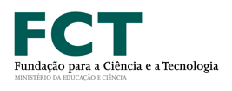 FCT
Fundação para a Ciência e a Tecnologia
MINISTÉRIO DA EDUCAÇÃO E CIÊNCIA